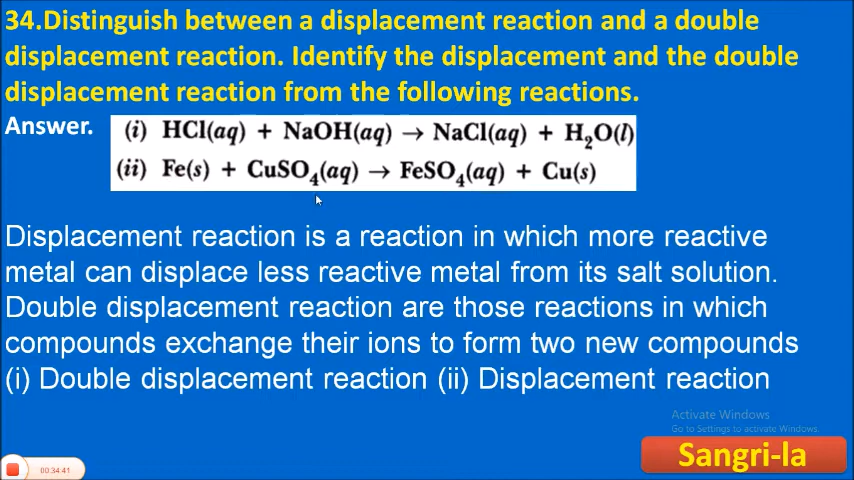 34.Distinguish between a displacement reaction and a double
displacement reaction. Identify the displacement and the double
displacement reaction from the following reactions.
Answer.
(i) HCl(aq) + NaOH(aq) → NaCl(aq) + H₂O(l)
(ii) Fe(s) + CuSO₄(aq) → FeSO₄(aq) + Cu(s)
Displacement reaction is a reaction in which more reactive
metal can displace less reactive metal from its salt solution.
Double displacement reaction are those reactions in which
compounds exchange their ions to form two new compounds
(i) Double displacement reaction (ii) Displacement reaction
Activate Windows
Go to Settings to activate Windows.
Sangri-la
00:34:41